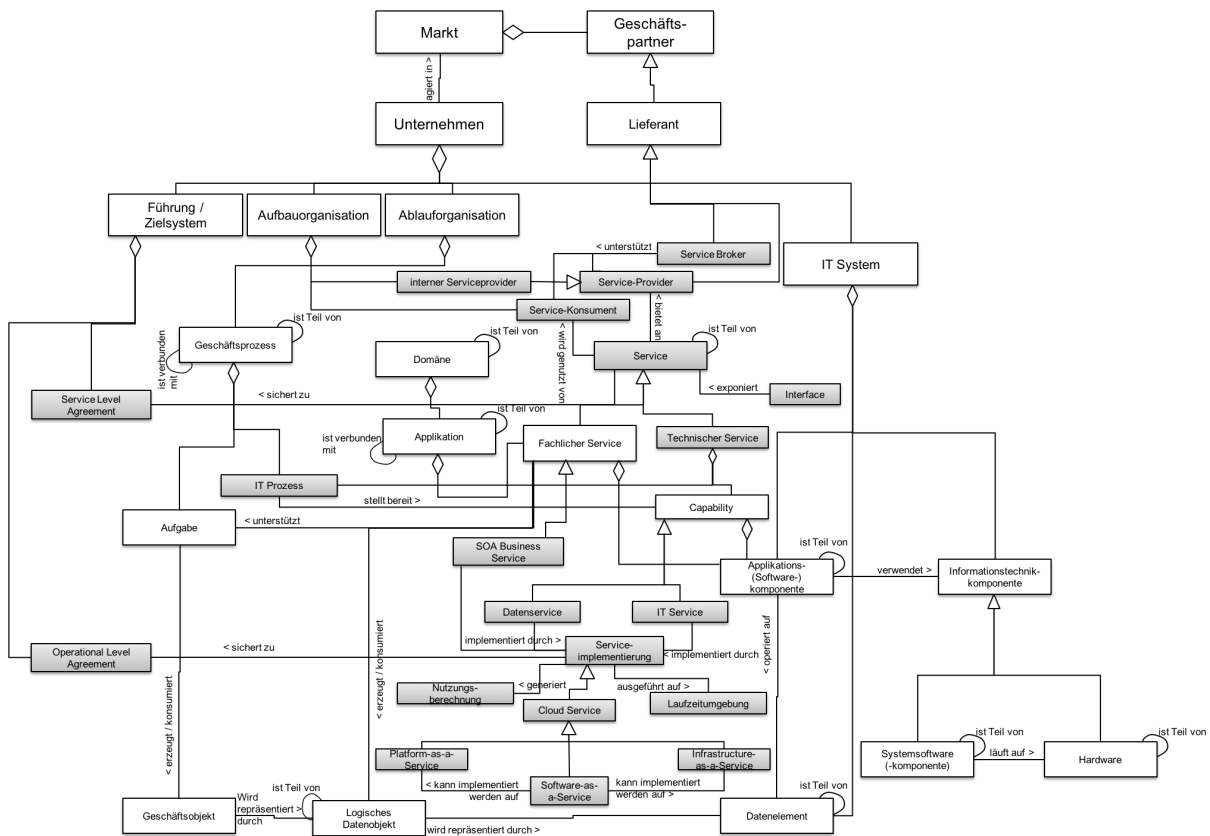 Markt
Geschäfts-
partner
agiert in >
Unternehmen
Lieferant
Führung /
Zielsystem
Aufbauorganisation
Ablauforganisation
< unterstützt
Service Broker
IT System
interner Serviceprovider
Service-Provider
Service-Konsument
< bietet an
ist Teil von
ist Teil von
ist Teil von
Geschäftsprozess
Domäne
< wird genutzt von
Service
ist verbunden
mit
< exponiert
Interface
Service Level
Agreement
< sichert zu
ist Teil von
ist verbunden
mit
Applikation
Fachlicher Service
Technischer Service
IT Prozess
stellt bereit >
Capability
Aufgabe
< unterstützt
SOA Business
Service
ist Teil von
Applikations-
(Software-)
komponente
verwendet >
Informationstechnik-
komponente
Datenservice
IT Service
implementiert durch >
Operational Level
Agreement
< sichert zu
Service-
implementierung
< implementiert durch
< operiert auf
< erzeugt / konsumiert
< erzeugt / konsumiert
Nutzungs-
berechnung
< generiert
ausgeführt auf >
Laufzeitumgebung
Cloud Service
Platform-as-a-
Service
Infrastructure-
as-a-Service
ist Teil von
ist Teil von
Systemsoftware
(-komponente)
läuft auf >
Hardware
< kann implementiert
werden auf
Software-as-
a-Service
kann implementiert
werden auf >
ist Teil von
ist Teil von
Geschäftsobjekt
Wird
repräsentiert >
durch
Logisches
Datenobjekt
wird repräsentiert durch >
Datenelement